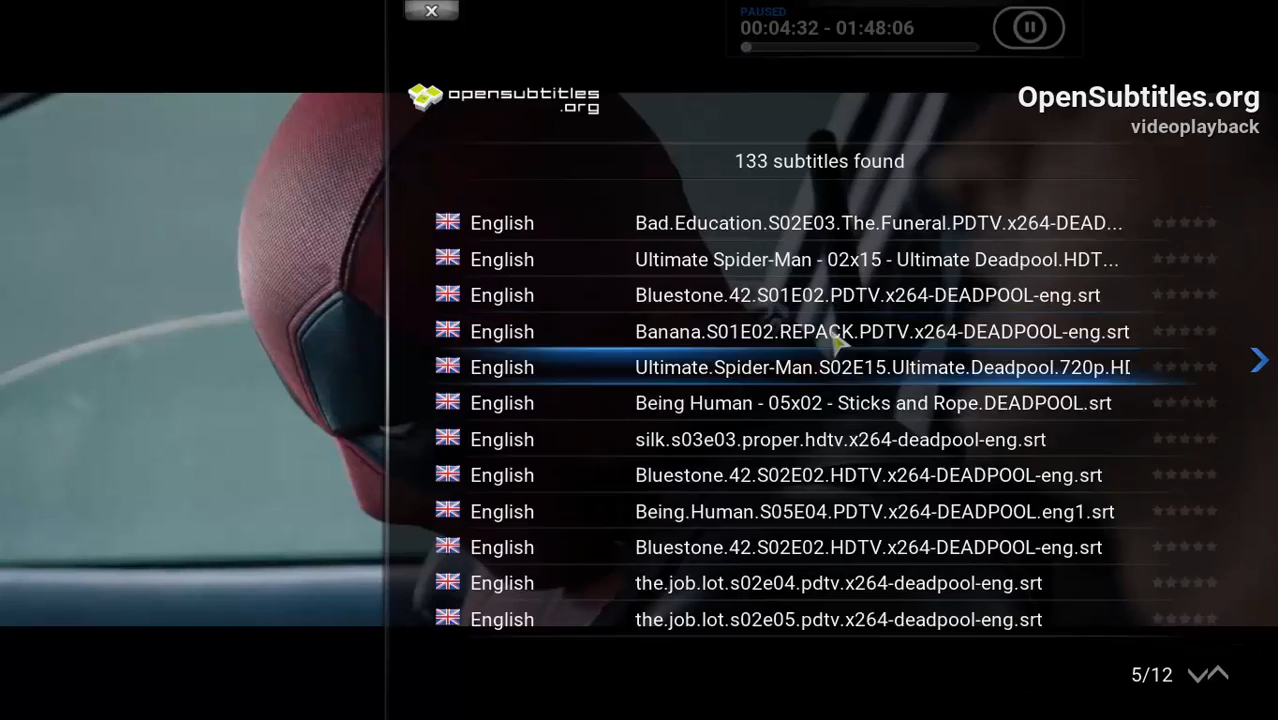 PAUSED
00:04:32 - 01:48:06
opensubtitles
.org
OpenSubtitles.org
videoplayback
133 subtitles found
English Bad.Education.S02E03.The.Funeral.PDTV.x264-DEAD...
English Ultimate Spider-Man - 02x15 - Ultimate Deadpool.HDT...
English Bluestone.42.S01E02.PDTV.x264-DEADPOOL-eng.srt
English Banana.S01E02.REPACK.PDTV.x264-DEADPOOL-eng.srt
English Ultimate.Spider-Man.S02E15.Ultimate.Deadpool.720p.HD
English Being Human - 05x02 - Sticks and Rope.DEADPOOL.srt
English silk.s03e03.proper.hdtv.x264-deadpool-eng.srt
English Bluestone.42.S02E02.HDTV.x264-DEADPOOL-eng.srt
English Being.Human.S05E04.PDTV.x264-DEADPOOL.eng1.srt
English Bluestone.42.S02E02.HDTV.x264-DEADPOOL-eng.srt
English the.job.lot.s02e04.pdtv.x264-deadpool-eng.srt
English the.job.lot.s02e05.pdtv.x264-deadpool-eng.srt
5/12